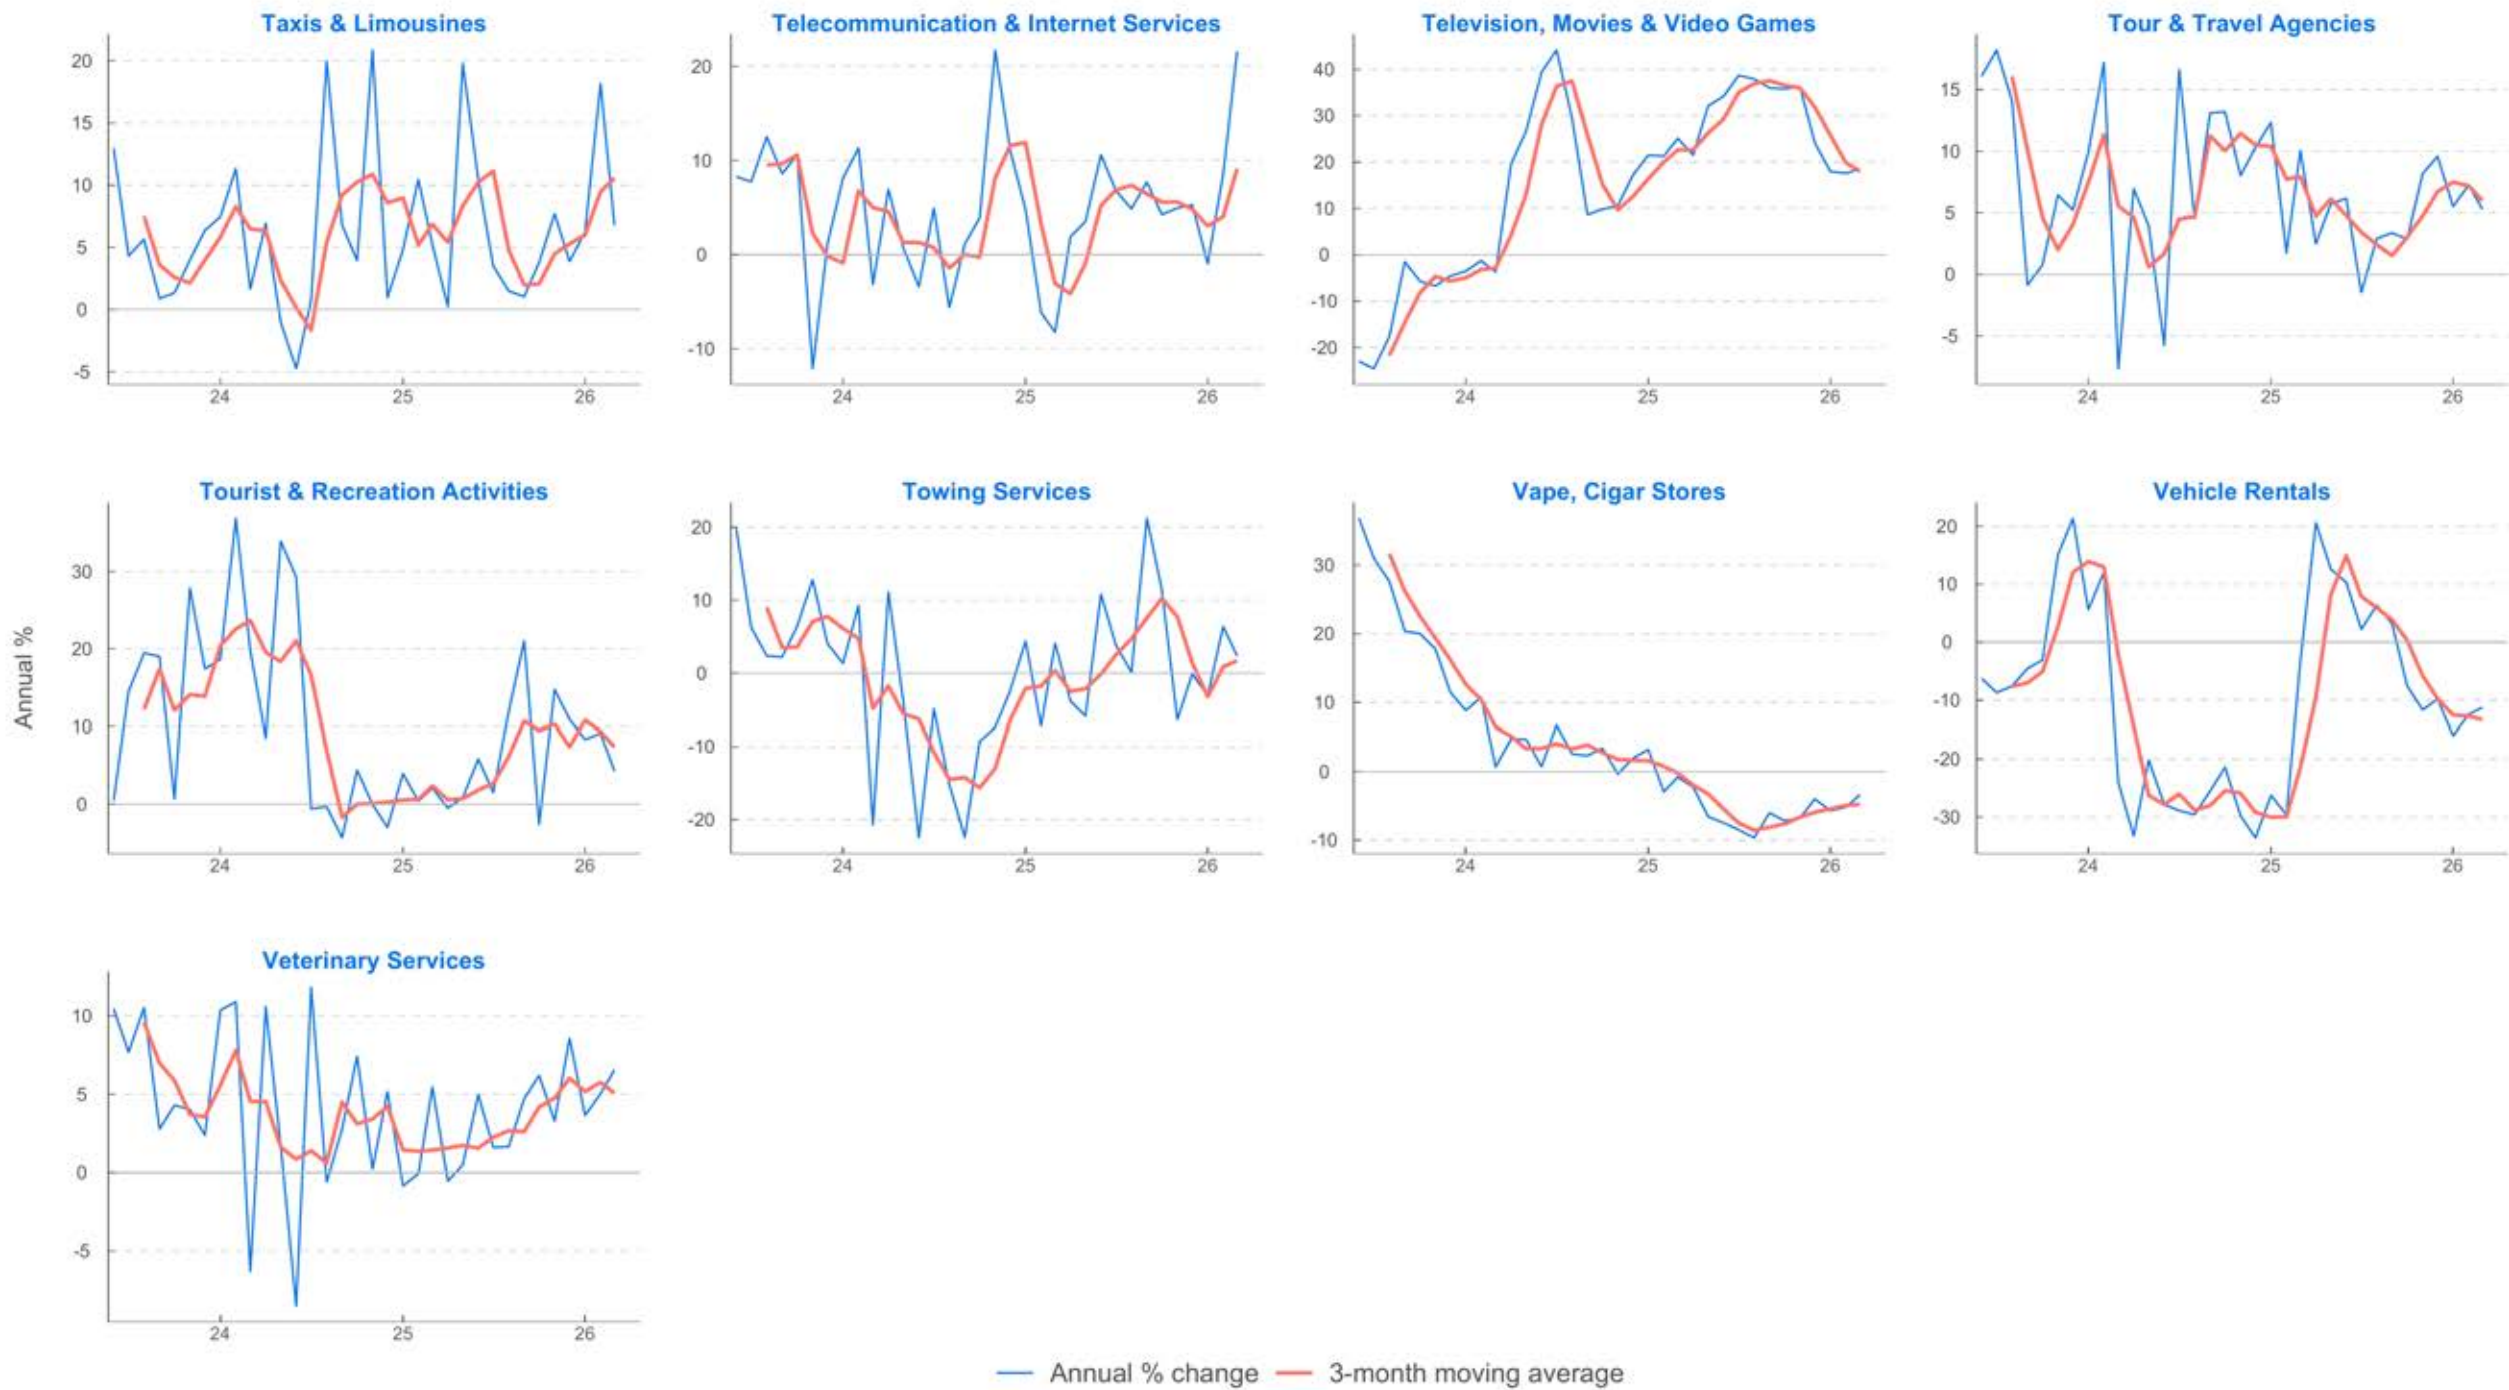 Taxis & Limousines
Telecommunication & Internet Services
Television, Movies & Video Games
Tour & Travel Agencies
20
15
10
5
0
-5
24 25 26
20
10
0
-10
24 25 26
40
30
20
10
0
-10
-20
24 25 26
15
10
5
0
-5
24 25 26
Annual %
Tourist & Recreation Activities
Towing Services
Vape, Cigar Stores
Vehicle Rentals
30
20
10
0
24 25 26
20
10
0
-10
-20
24 25 26
30
20
10
0
-10
24 25 26
20
10
0
-10
-20
-30
24 25 26
Veterinary Services
10
5
0
-5
24 25 26
Annual % change 3-month moving average